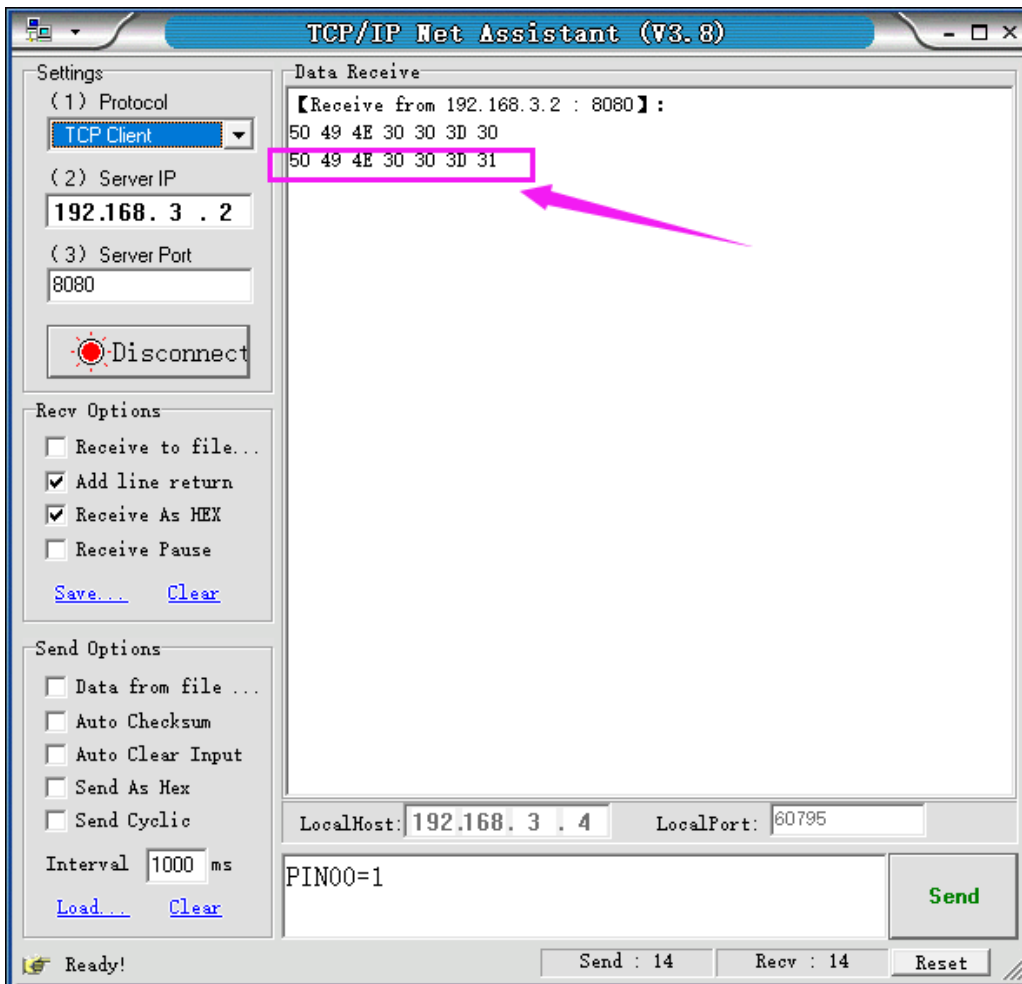 TCP/IP Net Assistant (V3.8)
Settings
(1) Protocol
TCP Client
(2) Server IP
192.168. 3 . 2
(3) Server Port
8080
Disconnect
Recv Options
Receive to file...
Add line return
Receive As HEX
Receive Pause
Save... Clear
Send Options
Data from file ...
Auto Checksum
Auto Clear Input
Send As Hex
Send Cyclic
Interval 1000 ms
Load... Clear
Data Receive
【Receive from 192.168.3.2 : 8080】:
50 49 4E 30 30 3D 30
50 49 4E 30 30 3D 31
LocalHost: 192.168. 3 . 4 LocalPort: 60795
PIN00=1
Send
Ready! Send : 14 Recv : 14 Reset